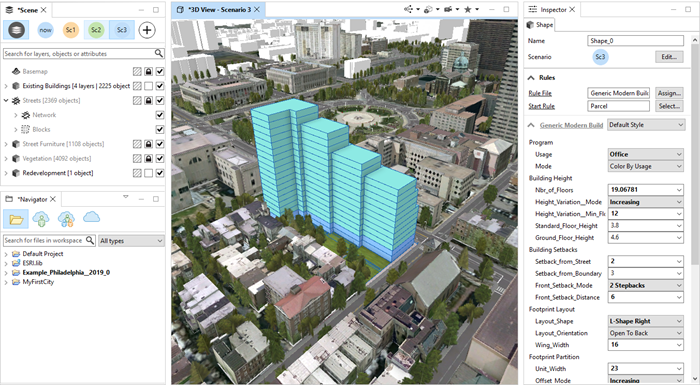 *Scene
now
Sc1
Sc2
Sc3
Search for layers, objects or attributes
Basemap
Existing Buildings [4 layers | 2225 object
Streets [2369 objects]
Network
Blocks
Street Furniture [1108 objects]
Vegetation [4092 objects]
Redevelopment [1 object]
*Navigator
Search for files in workspace
All types
Default Project
ESRI.lib
Example_Philadelphia_2019_0
MyFirstCity
*3D View - Scenario 3
Inspector
Shape
Name
Shape_0
Scenario
Sc3
Edit...
Rules
Rule File
Generic Modern Buil
Assign...
Start Rule
Parcel
Select...
Generic Modern Build
Default Style
Program
Usage
Office
Mode
Color By Usage
Building Height
Nbr_of_Floors
19.06781
Height_Variation_Mode
Increasing
Height_Variation_Min_Fl
12
Standard_Floor_Height
3.8
Ground_Floor_Height
4.6
Building Setbacks
Setback_from_Street
2
Setback_from_Boundary
3
Front_Setback_Mode
2 Stepbacks
Front_Setback_Distance
6
Footprint Layout
Layout_Shape
L-Shape Right
Layout_Orientation
Open To Back
Wing_Width
16
Footprint Partition
Unit_Width
23
Offset_Mode
Increasing